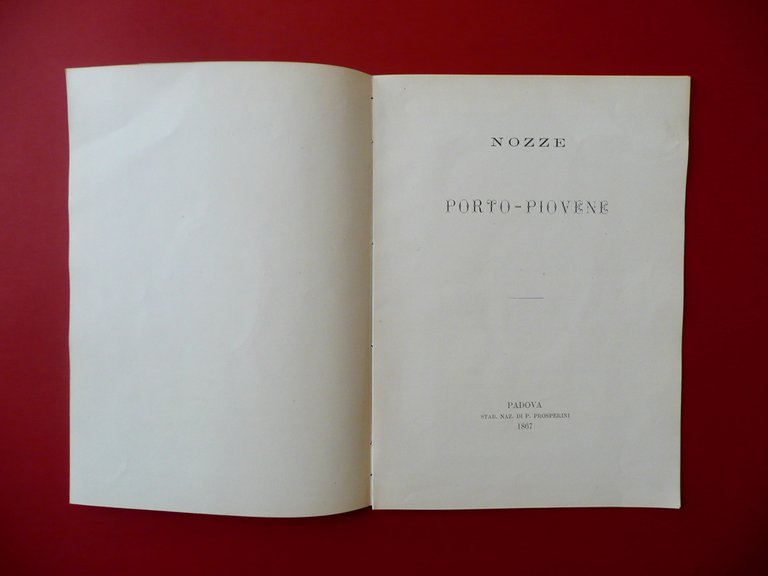 NOZZE
PORTO-PIOVENE
PADOVA
STAB. NAZ. DI P. PROSPERINI
1867